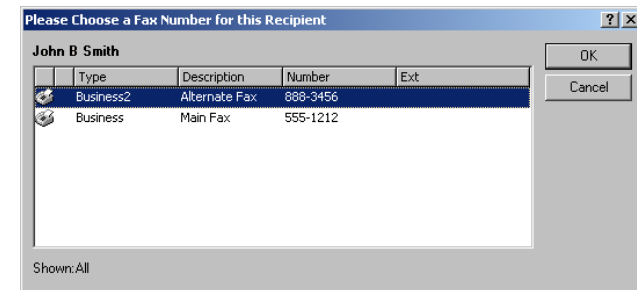 Please Choose a Fax Number for this Recipient
John B Smith
OK
Type Description Number Ext
Cancel
Business2 Alternate Fax 888-3456
Business Main Fax 555-1212
Shown:All